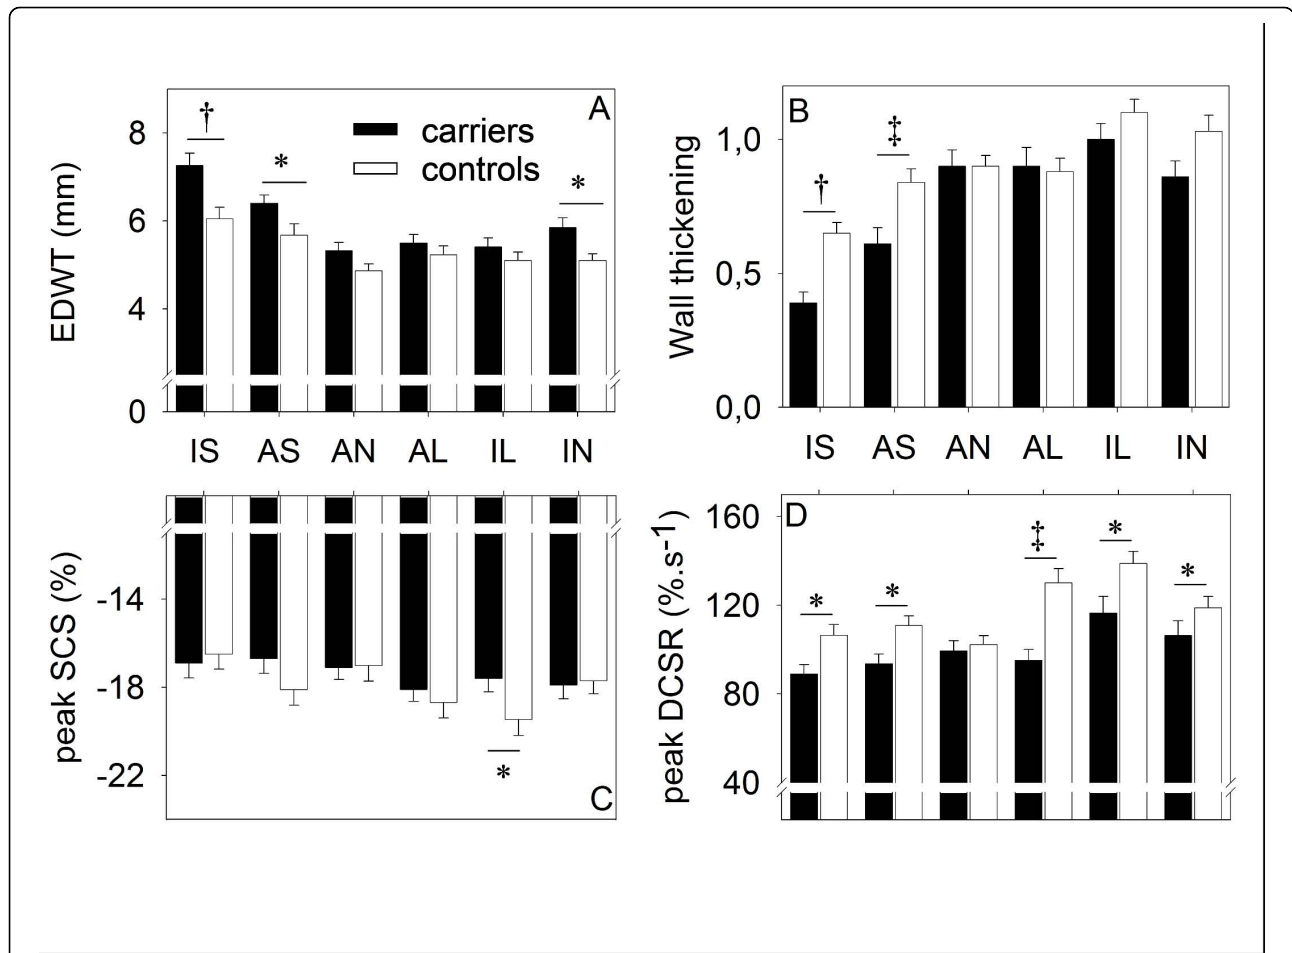 A
†
carriers
controls
*
*
8
6
4
0
EDWT (mm)
IS AS AN AL IL IN
B
‡
†
1,0
0,5
0,0
Wall thickening
IS AS AN AL IL IN
-14
-18
-22
peak SCS (%)
*
C
160
120
80
40
peak DCSR (%.s-1)
D
*
*
‡
*
*